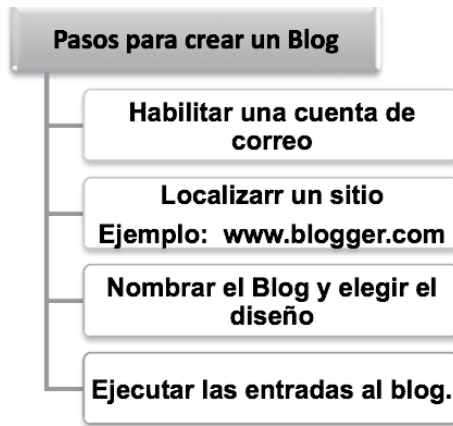 Pasos para crear un Blog
Habilitar una cuenta de
correo
Localizarr un sitio
Ejemplo: www.blogger.com
Nombrar el Blog y elegir el
diseño
Ejecutar las entradas al blog.